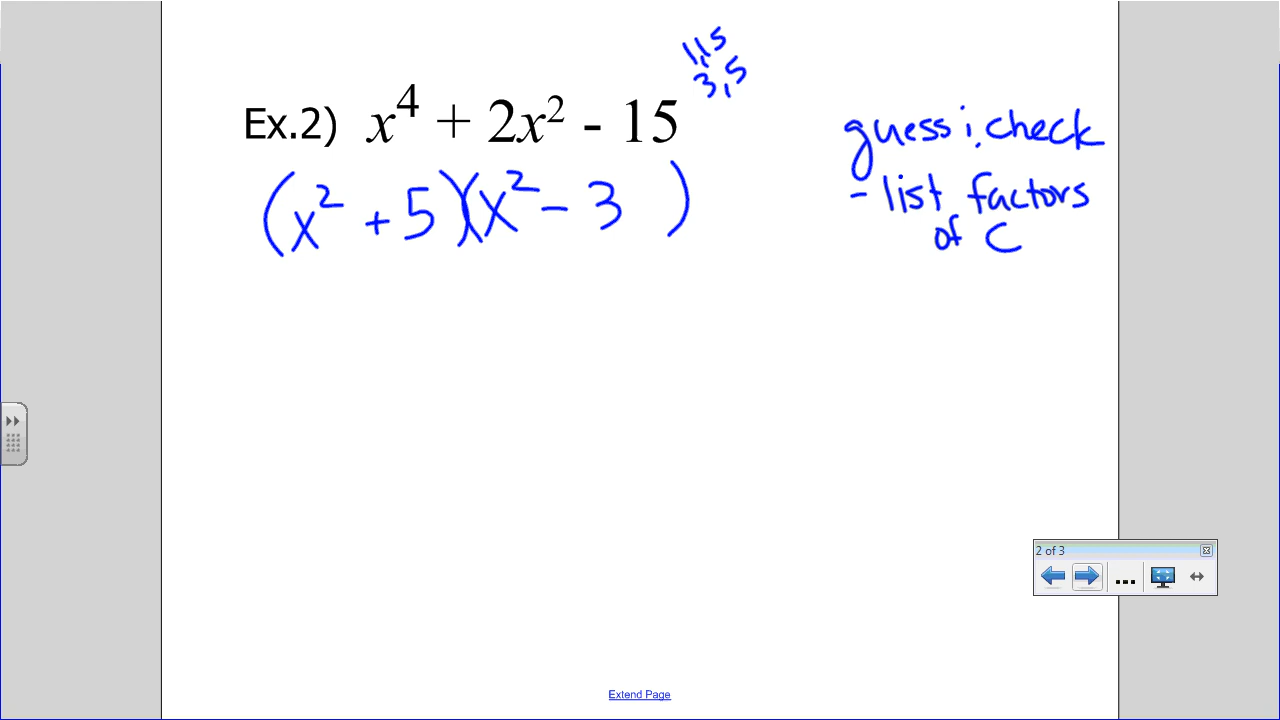 1,15
3,5
Ex.2) x⁴ + 2x² - 15
(x² + 5)(x² - 3 )
guess & check
- list factors
of C
2 of 3
...
Extend Page